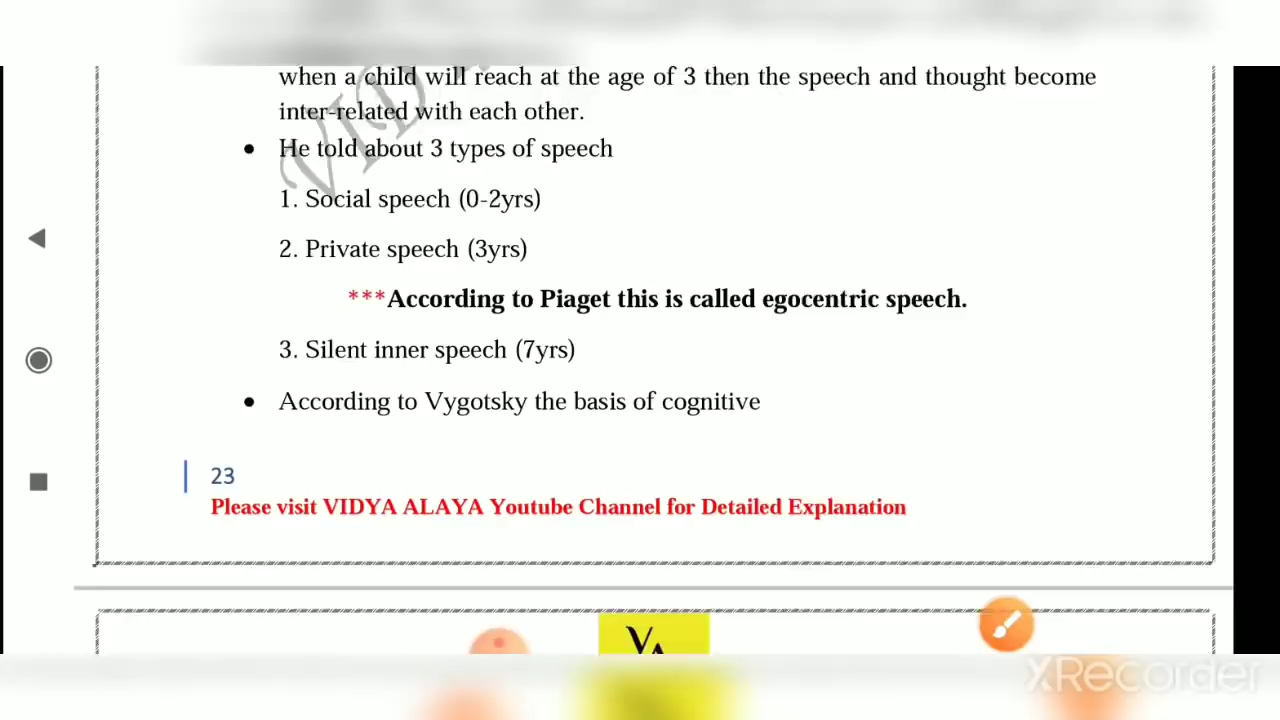 when a child will reach at the age of 3 then the speech and thought become
inter-related with each other.
• He told about 3 types of speech
1. Social speech (0-2yrs)
2. Private speech (3yrs)
***According to Piaget this is called egocentric speech.
3. Silent inner speech (7yrs)
• According to Vygotsky the basis of cognitive
23
Please visit VIDYA ALAYA Youtube Channel for Detailed Explanation
VA
XRecorder